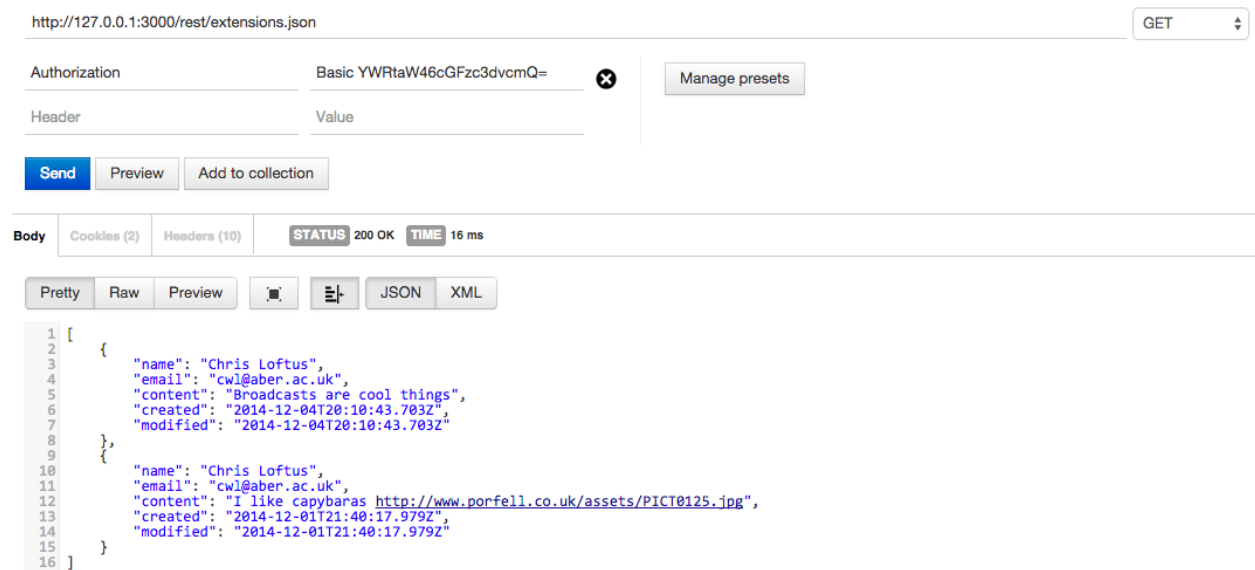 http://127.0.0.1:3000/rest/extensions.json GET
Authorization Basic YWRtaW46cGFzc3dvcmQ= Manage presets
Header Value
Send Preview Add to collection
Body Cookies (2) Headers (10) STATUS 200 OK TIME 16 ms
Pretty Raw Preview JSON XML
1 [
2 {
3 "name": "Chris Loftus",
4 "email": "cwl@aber.ac.uk",
5 "content": "Broadcasts are cool things",
6 "created": "2014-12-04T20:10:43.703Z",
7 "modified": "2014-12-04T20:10:43.703Z"
8 },
9 {
10 "name": "Chris Loftus",
11 "email": "cwl@aber.ac.uk",
12 "content": "I like capybaras http://www.porfell.co.uk/assets/PICT0125.jpg",
13 "created": "2014-12-01T21:40:17.979Z",
14 "modified": "2014-12-01T21:40:17.979Z"
15 }
16 ]